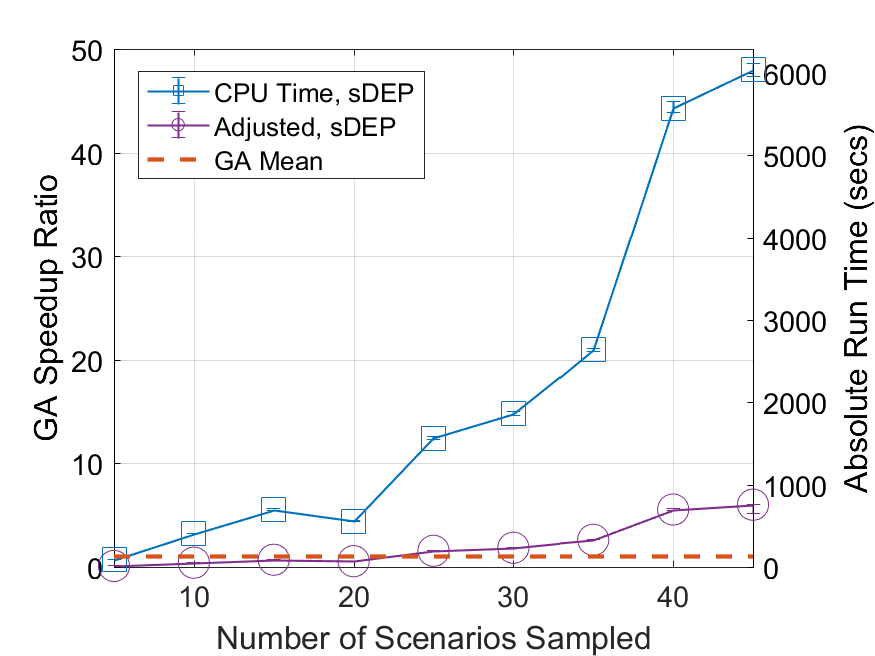 50
40
30
20
10
0
GA Speedup Ratio
CPU Time, sDEP
Adjusted, sDEP
GA Mean
6000
5000
4000
3000
2000
1000
0
Absolute Run Time (secs)
10
20
30
40
Number of Scenarios Sampled